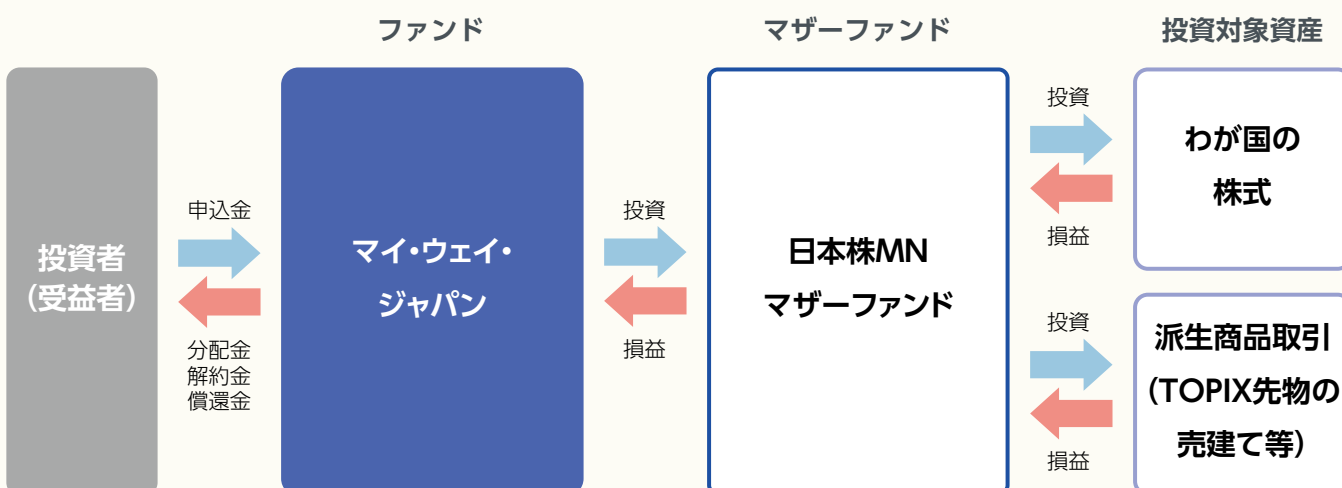 ファンド
マザーファンド
投資対象資産
投資者
(受益者)
申込金
分配金
解約金
償還金
マイ・ウェイ・
ジャパン
投資
損益
日本株MN
マザーファンド
投資
損益
わが国の
株式
投資
損益
派生商品取引
(TOPIX先物の
売建て等)